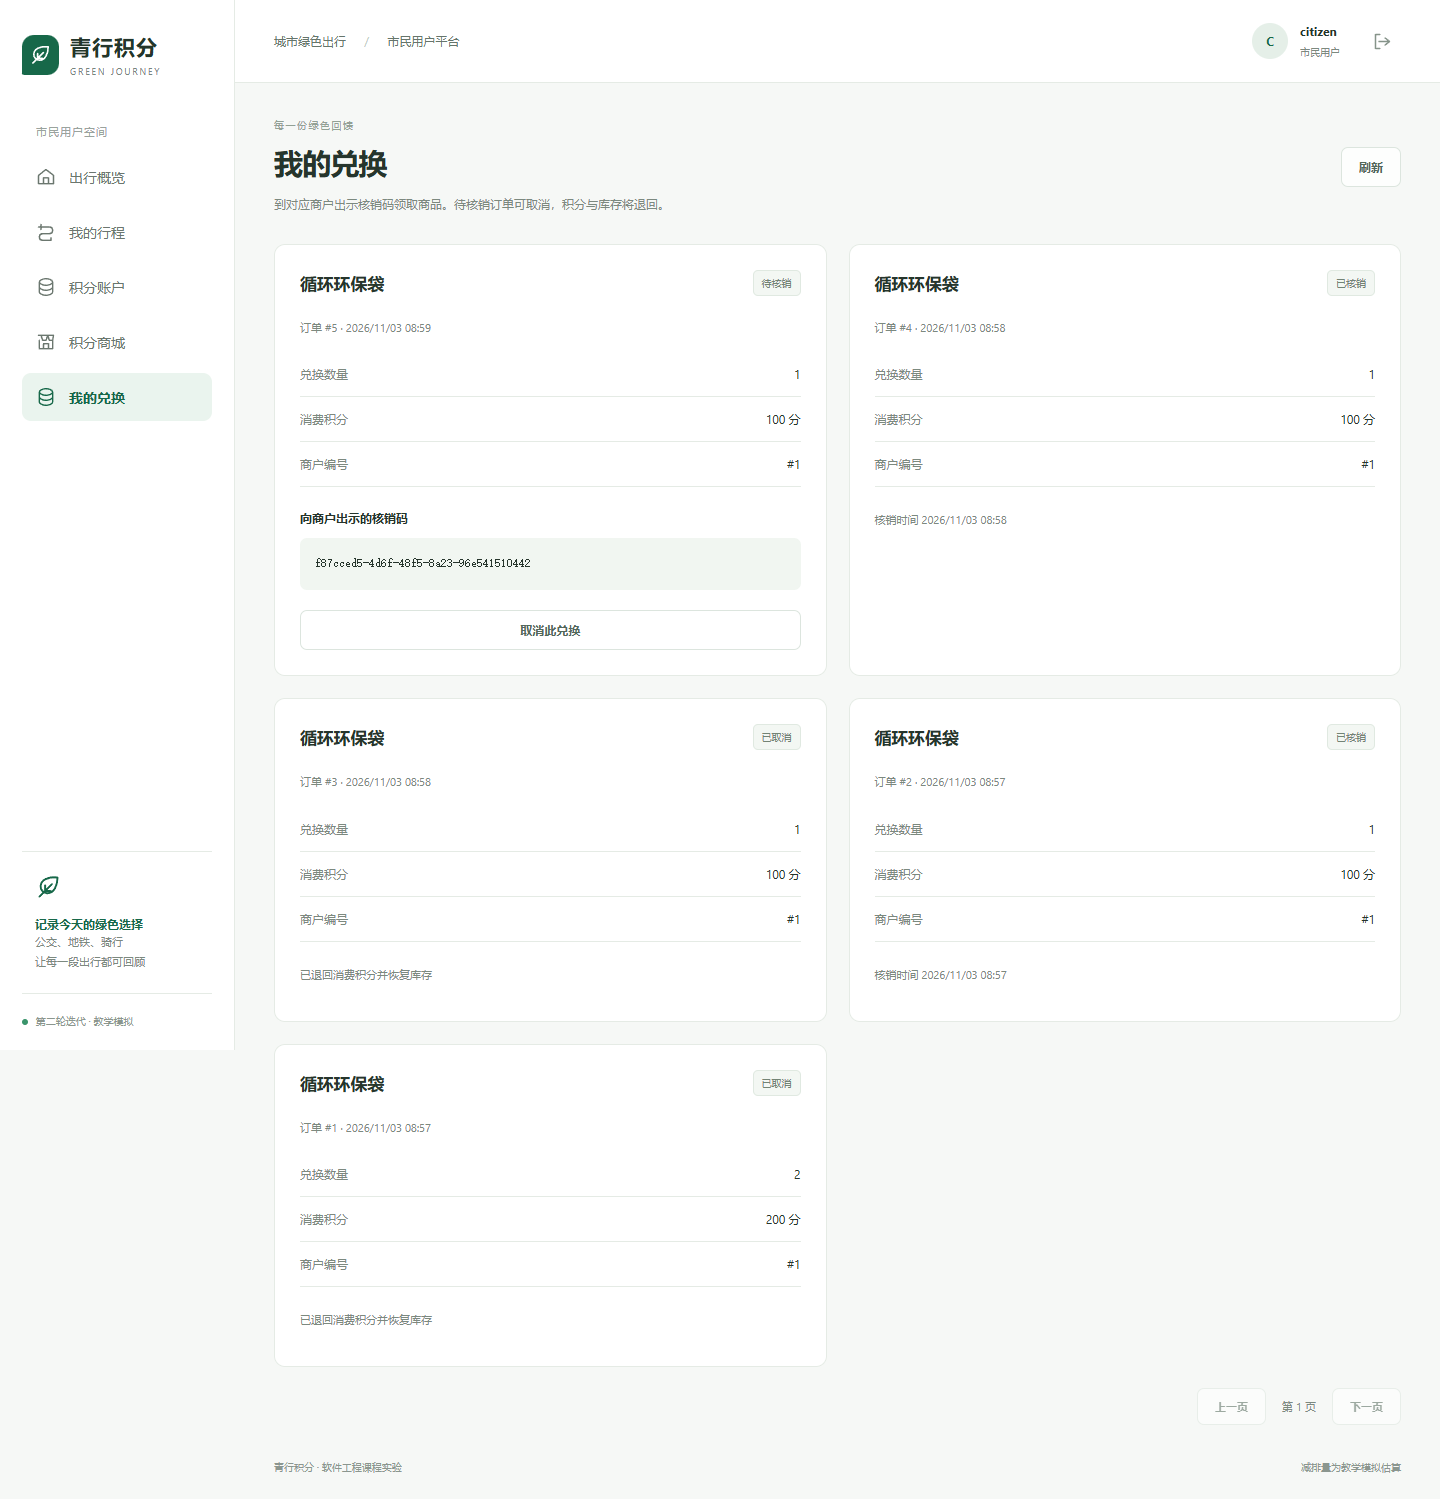 青行积分
GREEN JOURNEY
市民用户空间
出行概览
我的行程
积分账户
积分商城
我的兑换
记录今天的绿色选择
公交、地铁、骑行
让每一段出行都可回顾
第二轮迭代 · 教学模拟
城市绿色出行 / 市民用户平台
C
citizen
市民用户
每一份绿色回馈
我的兑换
刷新
到对应商户出示核销码领取商品。待核销订单可取消，积分与库存将退回。
循环环保袋
待核销
订单 #5 · 2026/11/03 08:59
兑换数量 1
消费积分 100 分
商户编号 #1
向商户出示的核销码
f87cced5-4d6f-48f5-8a23-96e541510442
取消此兑换
循环环保袋
已核销
订单 #4 · 2026/11/03 08:58
兑换数量 1
消费积分 100 分
商户编号 #1
核销时间 2026/11/03 08:58
循环环保袋
已取消
订单 #3 · 2026/11/03 08:58
兑换数量 1
消费积分 100 分
商户编号 #1
已退回消费积分并恢复库存
循环环保袋
已核销
订单 #2 · 2026/11/03 08:57
兑换数量 1
消费积分 100 分
商户编号 #1
核销时间 2026/11/03 08:57
循环环保袋
已取消
订单 #1 · 2026/11/03 08:57
兑换数量 2
消费积分 200 分
商户编号 #1
已退回消费积分并恢复库存
上一页 第 1 页 下一页
青行积分 · 软件工程课程实验
减排量为教学模拟估算